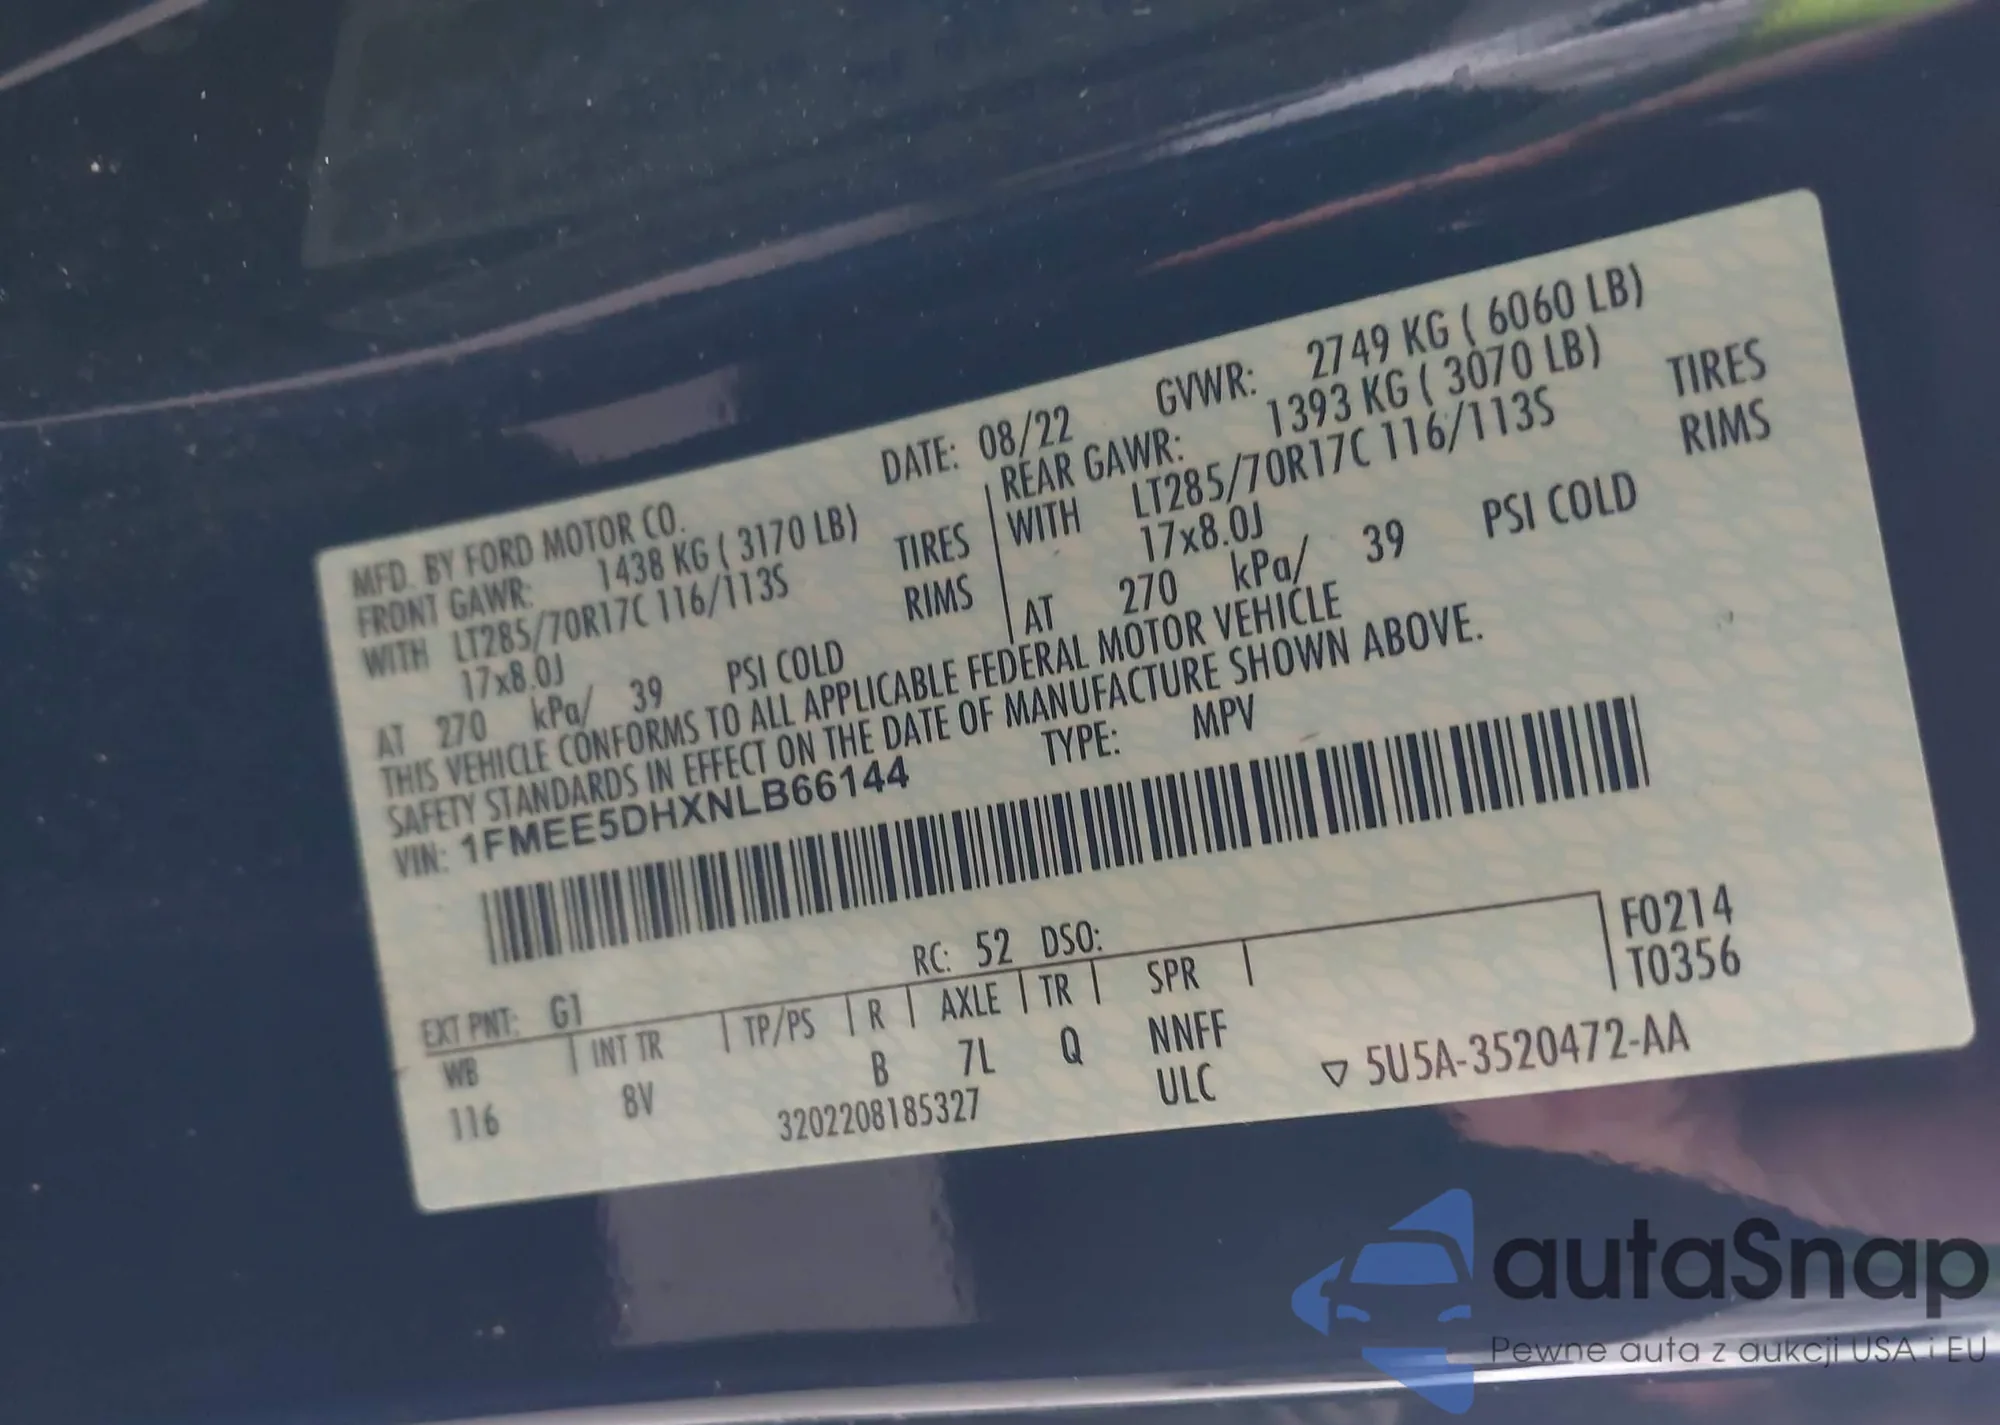 MFD. BY FORD MOTOR CO.
DATE: 08/22
GVWR: 2749 KG ( 6060 LB)
FRONT GAWR: 1438 KG ( 3170 LB)
WITH LT285/70R17C 116/113S TIRES
17x8.0J RIMS
AT 270 kPa/ 39 PSI COLD
REAR GAWR: 1393 KG ( 3070 LB)
WITH LT285/70R17C 116/113S TIRES
17x8.0J RIMS
AT 270 kPa/ 39 PSI COLD
THIS VEHICLE CONFORMS TO ALL APPLICABLE FEDERAL MOTOR VEHICLE
SAFETY STANDARDS IN EFFECT ON THE DATE OF MANUFACTURE SHOWN ABOVE.
VIN: 1FMEE5DHXNLB66144 TYPE: MPV
F0214
T0356
EXT PNT: G1 RC: 52 DSO:
WB INT TR TP/PS R AXLE TR SPR
116 8V B 7L Q NNFF
3202208185327 ULC
5U5A-3520472-AA
autaSnap
Pewne auta z aukcji USA i EU